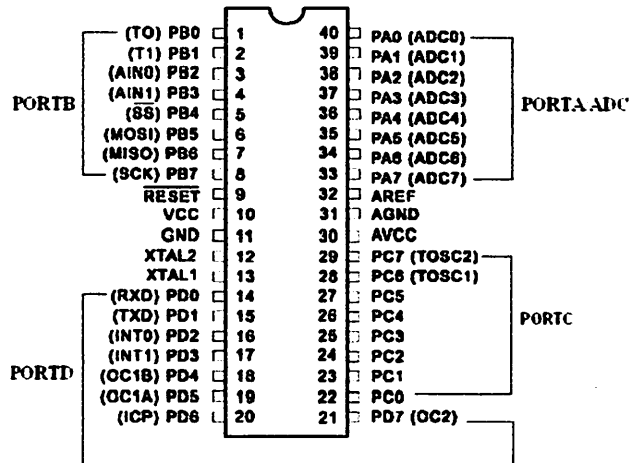 (TO) PB0 1 40 PA0 (ADC0)
(T1) PB1 2 39 PA1 (ADC1)
(AIN0) PB2 3 38 PA2 (ADC2)
(AIN1) PB3 4 37 PA3 (ADC3)
PORTB PORTA ADC
(SS) PB4 5 36 PA4 (ADC4)
(MOSI) PB5 6 35 PA5 (ADC5)
(MISO) PB6 7 34 PA6 (ADC6)
(SCK) PB7 8 33 PA7 (ADC7)
RESET 9 32 AREF
VCC 10 31 AGND
GND 11 30 AVCC
XTAL2 12 29 PC7 (TOSC2)
XTAL1 13 28 PC6 (TOSC1)
(RXD) PD0 14 27 PC5
(TXD) PD1 15 26 PC4
PORTC
(INT0) PD2 16 25 PC3
(INT1) PD3 17 24 PC2
PORTD
(OC1B) PD4 18 23 PC1
(OC1A) PD5 19 22 PC0
(ICP) PD6 20 21 PD7 (OC2)